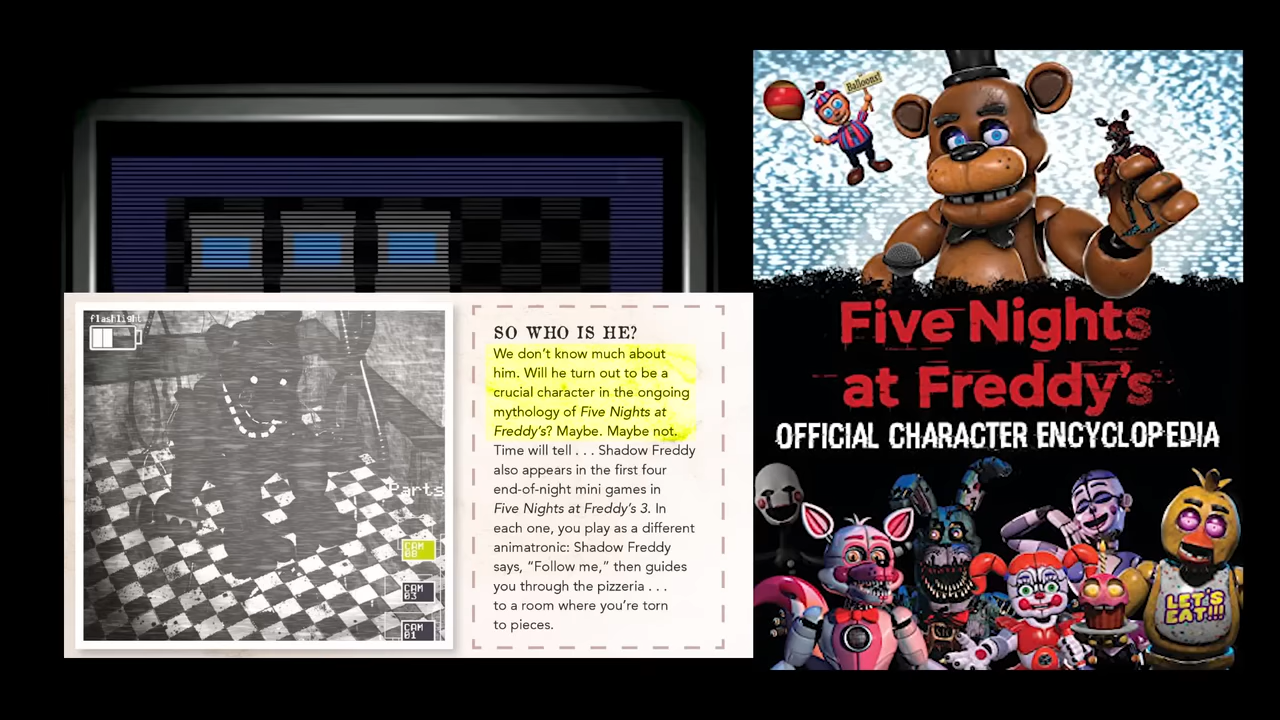 flashlight
Parts
CAM
08
CAM
03
CAM
01
SO WHO IS HE?
We don't know much about
him. Will he turn out to be a
crucial character in the ongoing
mythology of Five Nights at
Freddy's? Maybe. Maybe not.
Time will tell . . . Shadow Freddy
also appears in the first four
end-of-night mini games in
Five Nights at Freddy's 3. In
each one, you play as a different
animatronic: Shadow Freddy
says, "Follow me," then guides
you through the pizzeria . . .
to a room where you're torn
to pieces.
Balloons!
Five Nights
at Freddy's
OFFICIAL CHARACTER ENCYCLOPEDIA
LET'S
EAT!!!